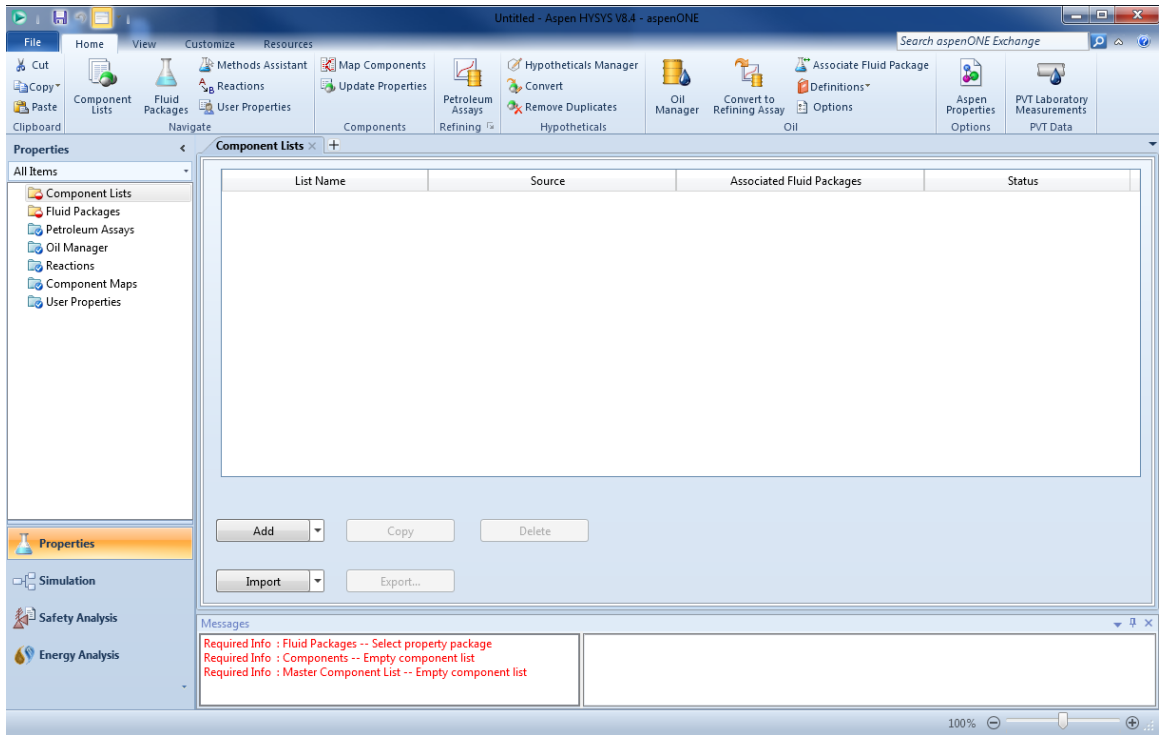 Untitled - Aspen HYSYS V8.4 - aspenONE
File Home View Customize Resources Search aspenONE Exchange
Cut
Copy
Paste
Clipboard
Component Lists
Fluid Packages
Methods Assistant
Reactions
User Properties
Navigate
Map Components
Update Properties
Components
Petroleum Assays
Refining
Hypotheticals Manager
Convert
Remove Duplicates
Hypotheticals
Oil Manager
Convert to Refining Assay
Associate Fluid Package
Definitions
Options
Oil
Aspen Properties
Options
PVT Laboratory Measurements
PVT Data
Properties
All Items
Component Lists
Fluid Packages
Petroleum Assays
Oil Manager
Reactions
Component Maps
User Properties
Properties
Simulation
Safety Analysis
Energy Analysis
Component Lists
List Name Source Associated Fluid Packages Status
Add Copy Delete
Import Export...
Messages
Required Info : Fluid Packages -- Select property package
Required Info : Components -- Empty component list
Required Info : Master Component List -- Empty component list
100%